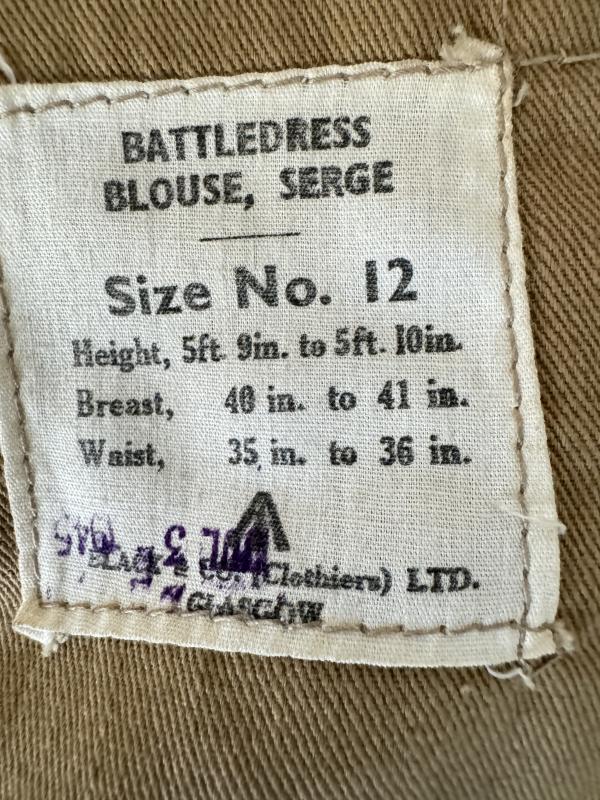 BATTLEDRESS
BLOUSE, SERGE
Size No. 12
Height, 5ft. 9in. to 5ft. 10in.
Breast, 40 in. to 41 in.
Waist, 35 in. to 36 in.
& CO. (Clothiers) LTD.
GLASGOW